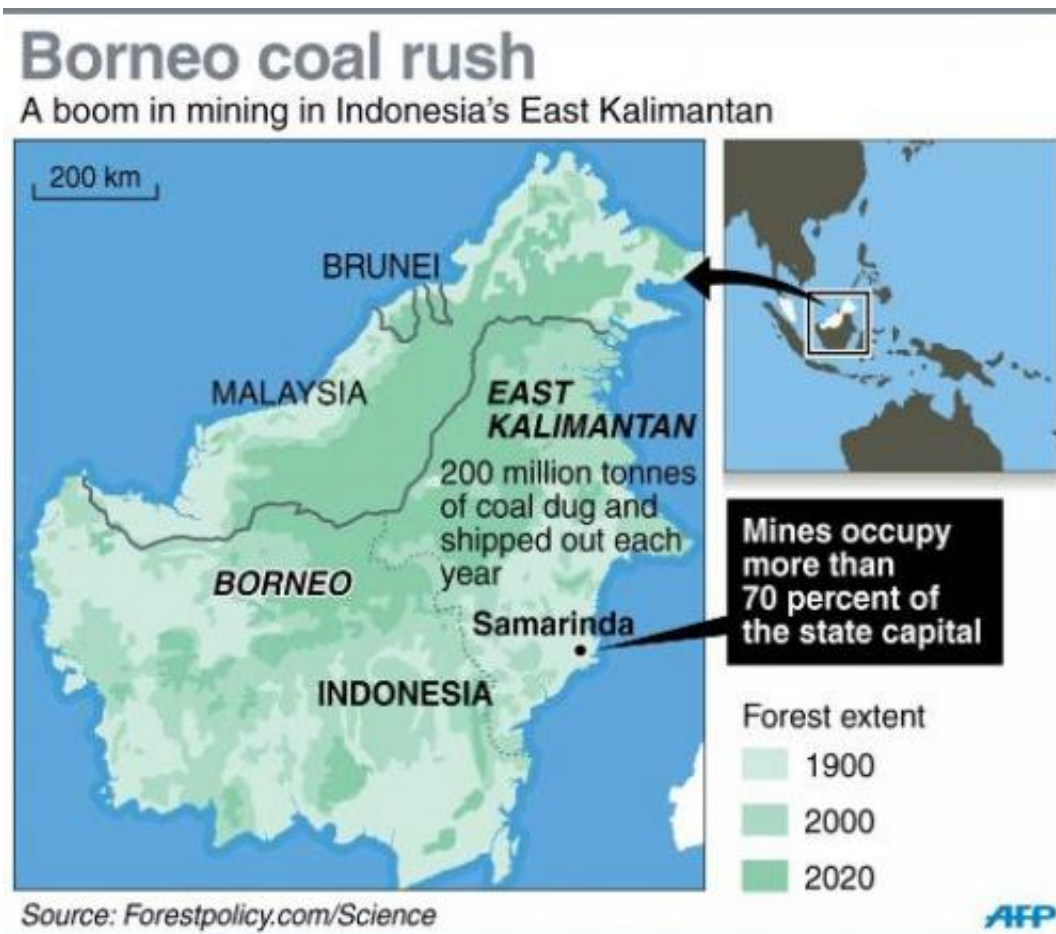 Borneo coal rush
A boom in mining in Indonesia's East Kalimantan
200 km
BRUNEI
MALAYSIA
EAST
KALIMANTAN
200 million tonnes
of coal dug and
shipped out each
year
BORNEO
Samarinda
INDONESIA
Mines occupy
more than
70 percent of
the state capital
Forest extent
1900
2000
2020
Source: Forestpolicy.com/Science
AFP